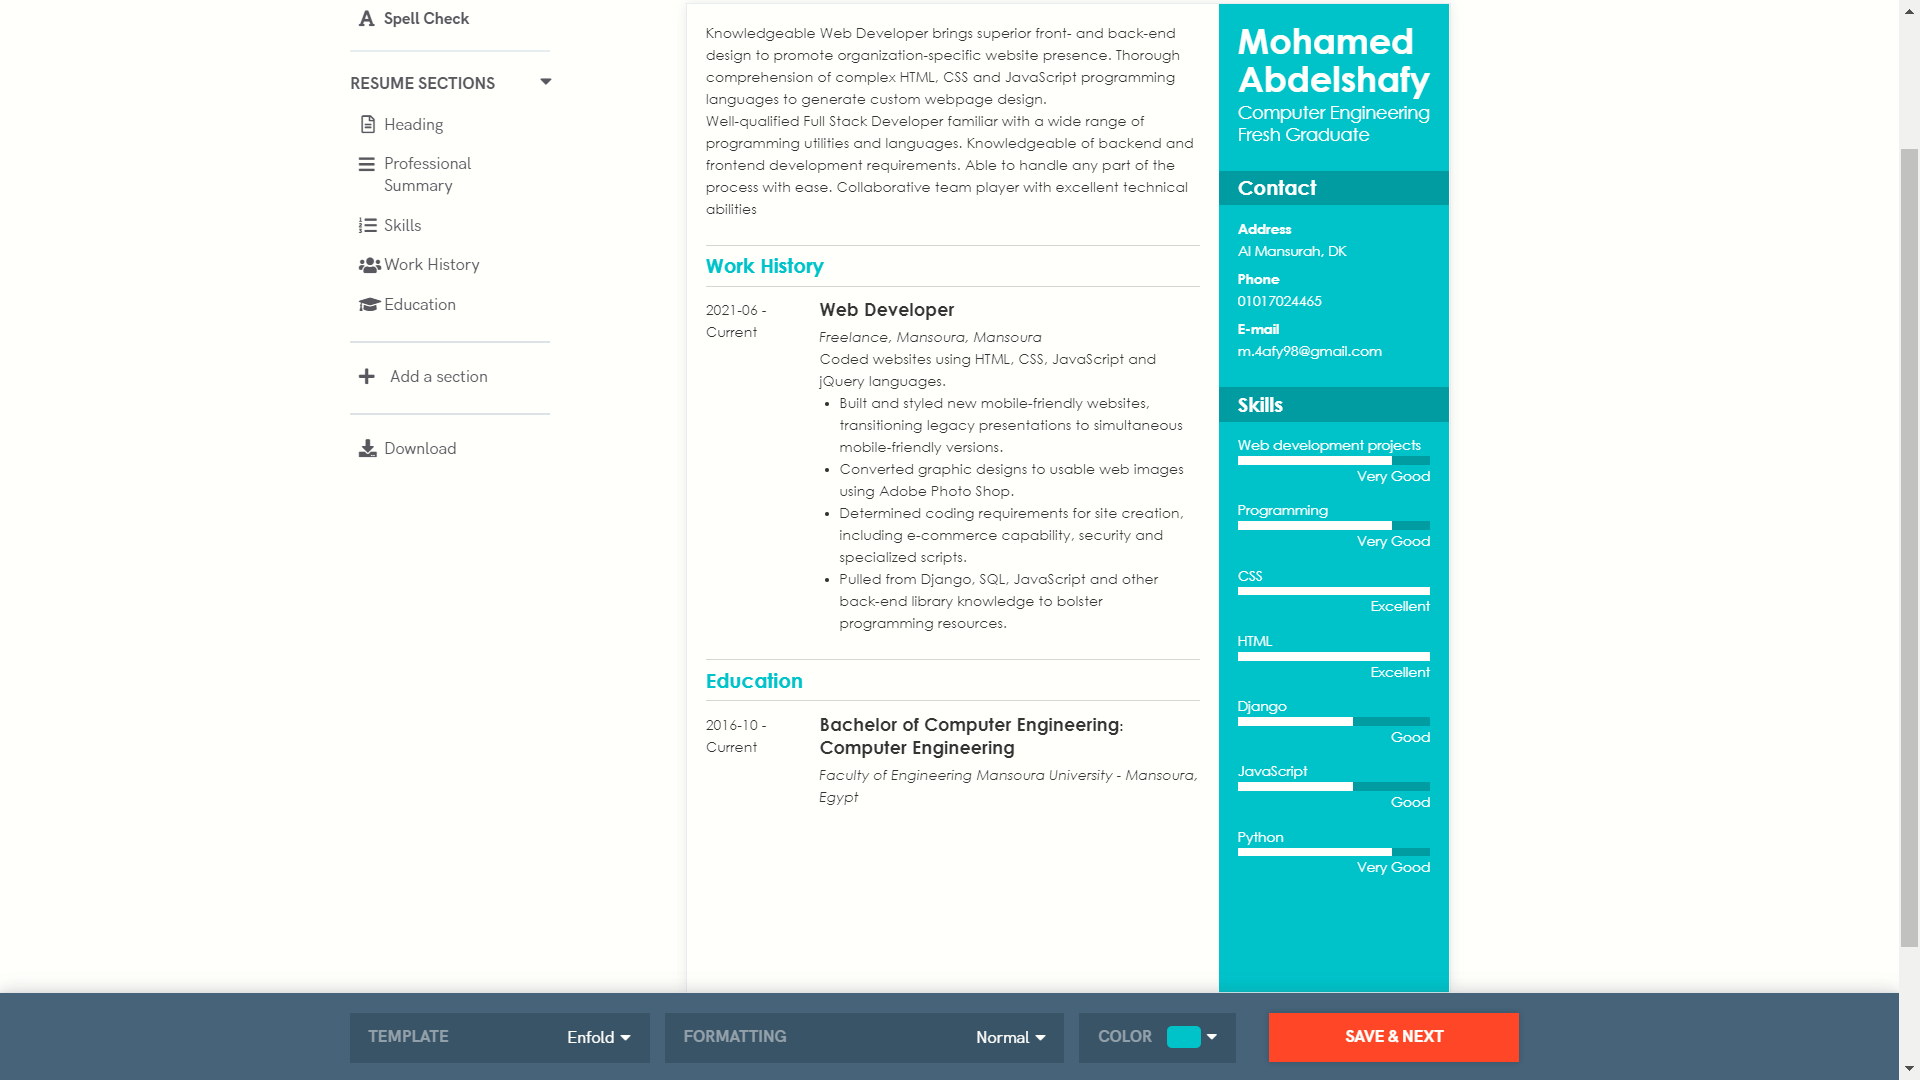 Spell Check
RESUME SECTIONS
Heading
Professional
Summary
Skills
Work History
Education
Add a section
Download
Knowledgeable Web Developer brings superior front- and back-end
design to promote organization-specific website presence. Thorough
comprehension of complex HTML, CSS and JavaScript programming
languages to generate custom webpage design.
Well-qualified Full Stack Developer familiar with a wide range of
programming utilities and languages. Knowledgeable of backend and
frontend development requirements. Able to handle any part of the
process with ease. Collaborative team player with excellent technical
abilities
Work History
2021-06 -
Current
Web Developer
Freelance, Mansoura, Mansoura
Coded websites using HTML, CSS, JavaScript and
jQuery languages.
• Built and styled new mobile-friendly websites,
transitioning legacy presentations to simultaneous
mobile-friendly versions.
• Converted graphic designs to usable web images
using Adobe Photo Shop.
• Determined coding requirements for site creation,
including e-commerce capability, security and
specialized scripts.
• Pulled from Django, SQL, JavaScript and other
back-end library knowledge to bolster
programming resources.
Education
2016-10 -
Current
Bachelor of Computer Engineering:
Computer Engineering
Faculty of Engineering Mansoura University - Mansoura,
Egypt
Mohamed
Abdelshafy
Computer Engineering
Fresh Graduate
Contact
Address
Al Mansurah, DK
Phone
01017024465
E-mail
m.4afy98@gmail.com
Skills
Web development projects
Very Good
Programming
Very Good
CSS
Excellent
HTML
Excellent
Django
Good
JavaScript
Good
Python
Very Good
TEMPLATE Enfold
FORMATTING Normal
COLOR
SAVE & NEXT